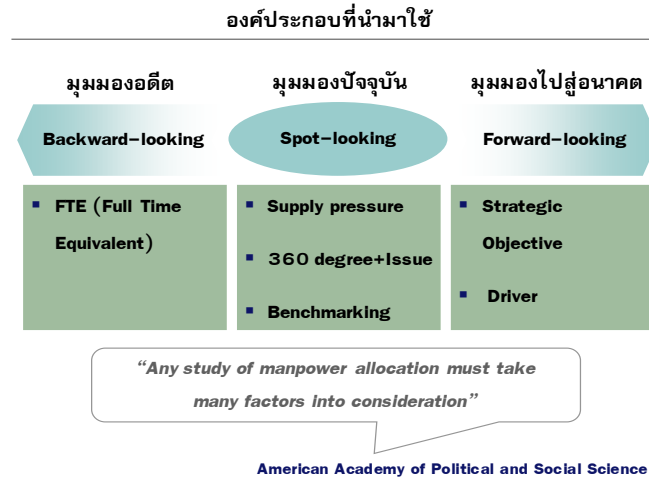 องค์ประกอบที่นำมาใช้
มุมมองอดีต
มุมมองปัจจุบัน
มุมมองไปสู่อนาคต
Backward-looking
Spot-looking
Forward-looking
FTE (Full Time
Equivalent)
Supply pressure
360 degree+Issue
Benchmarking
Strategic
Objective
Driver
“Any study of manpower allocation must take
many factors into consideration”
American Academy of Political and Social Science